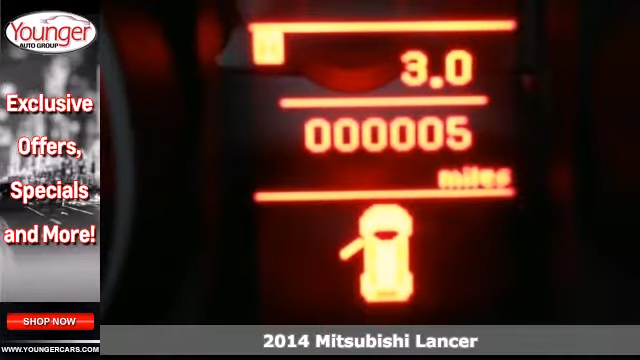 Younger
AUTO GROUP
Exclusive
Offers,
Specials
and More!
SHOP NOW
WWW.YOUNGERCARS.COM
3.0
000005
miles
2014 Mitsubishi Lancer